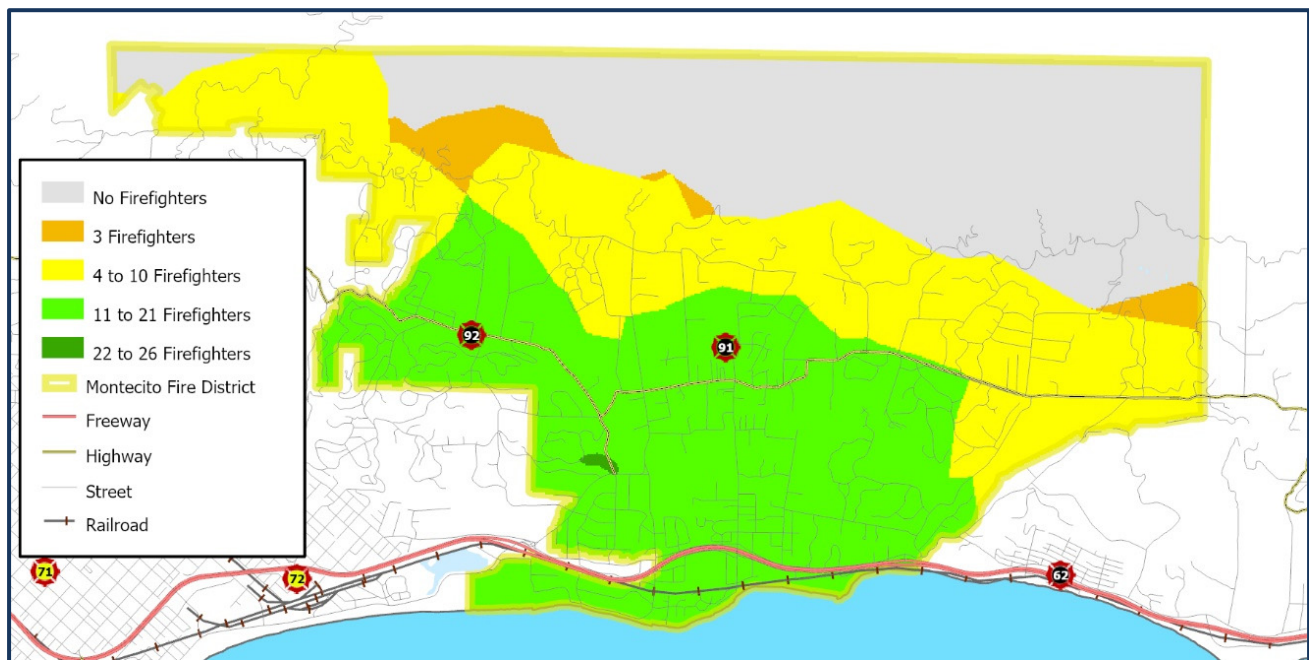 No Firefighters
3 Firefighters
4 to 10 Firefighters
11 to 21 Firefighters
22 to 26 Firefighters
Montecito Fire District
Freeway
Highway
Street
Railroad
92
91
71
72
62